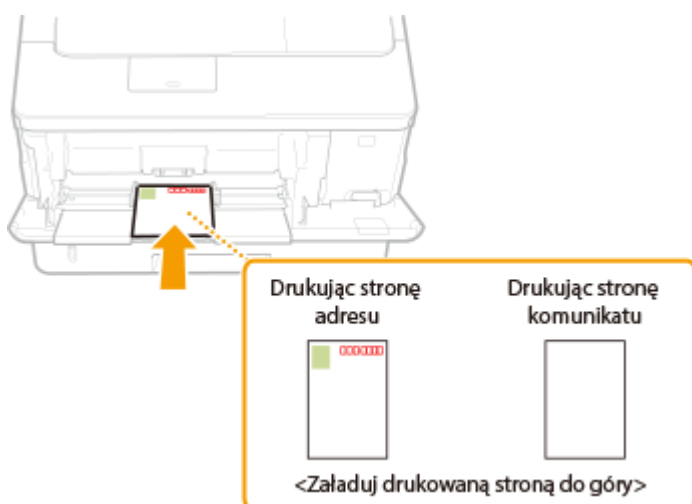 Drukując stronę
adresu
Drukując stronę
komunikatu
<Załaduj drukowaną stroną do góry>